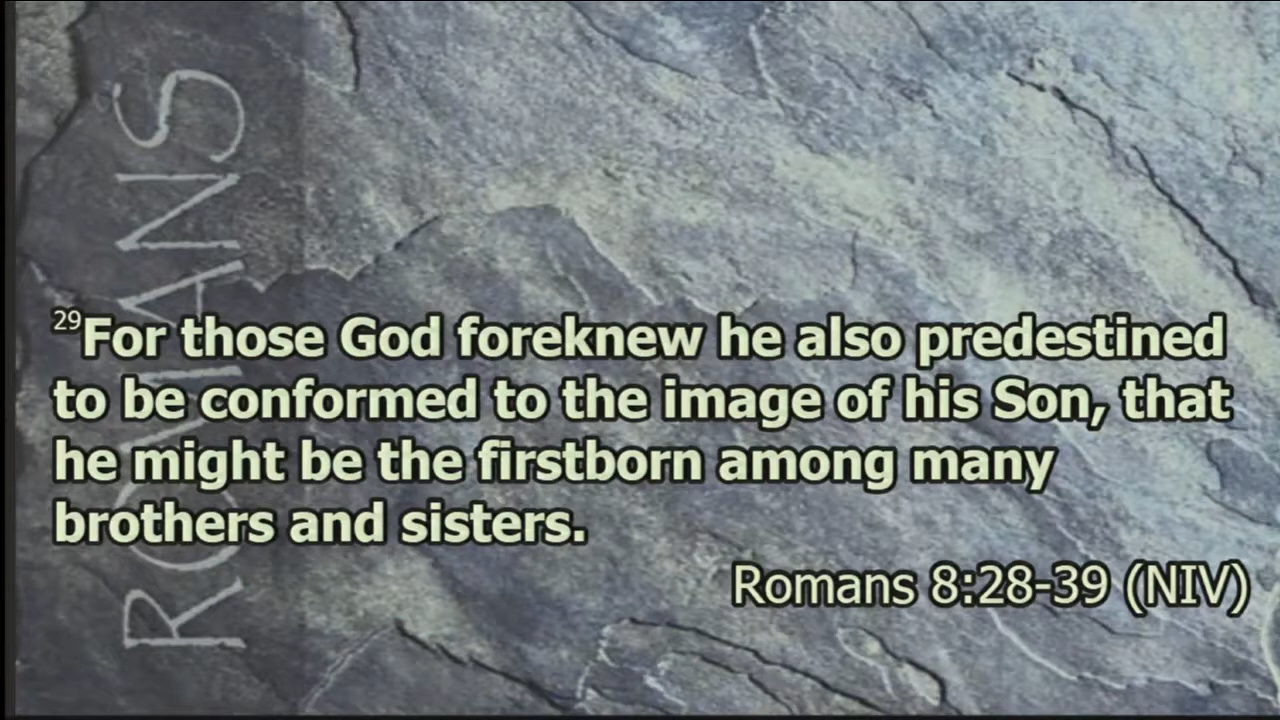 ROMANS
29For those God foreknew he also predestined
to be conformed to the image of his Son, that
he might be the firstborn among many
brothers and sisters.
Romans 8:28-39 (NIV)